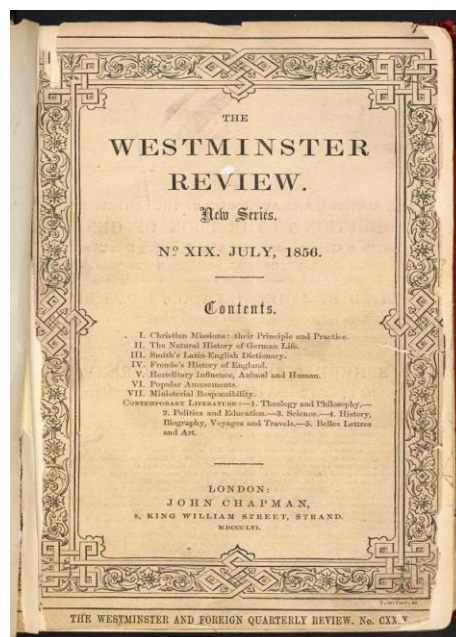 THE
WESTMINSTER
REVIEW.
New Series.
No XIX. JULY, 1856.
Contents.
I. Christian Missions: their Principle and Practice.
II. The Natural History of German Life.
III. Smith's Latin-English Dictionary.
IV. Froude's History of England.
V. Hereditary Influence, Animal and Human.
VI. Popular Amusements.
VII. Ministerial Responsibility.
CONTEMPORARY LITERATURE:—1. Theology and Philosophy,—
2. Politics and Education.—3. Science.—4. History,
Biography, Voyages and Travels.—5. Belles Lettres
and Art.
LONDON:
JOHN CHAPMAN,
8, KING WILLIAM STREET, STRAND.
MDCCCLVI.
THE WESTMINSTER AND FOREIGN QUARTERLY REVIEW. No.